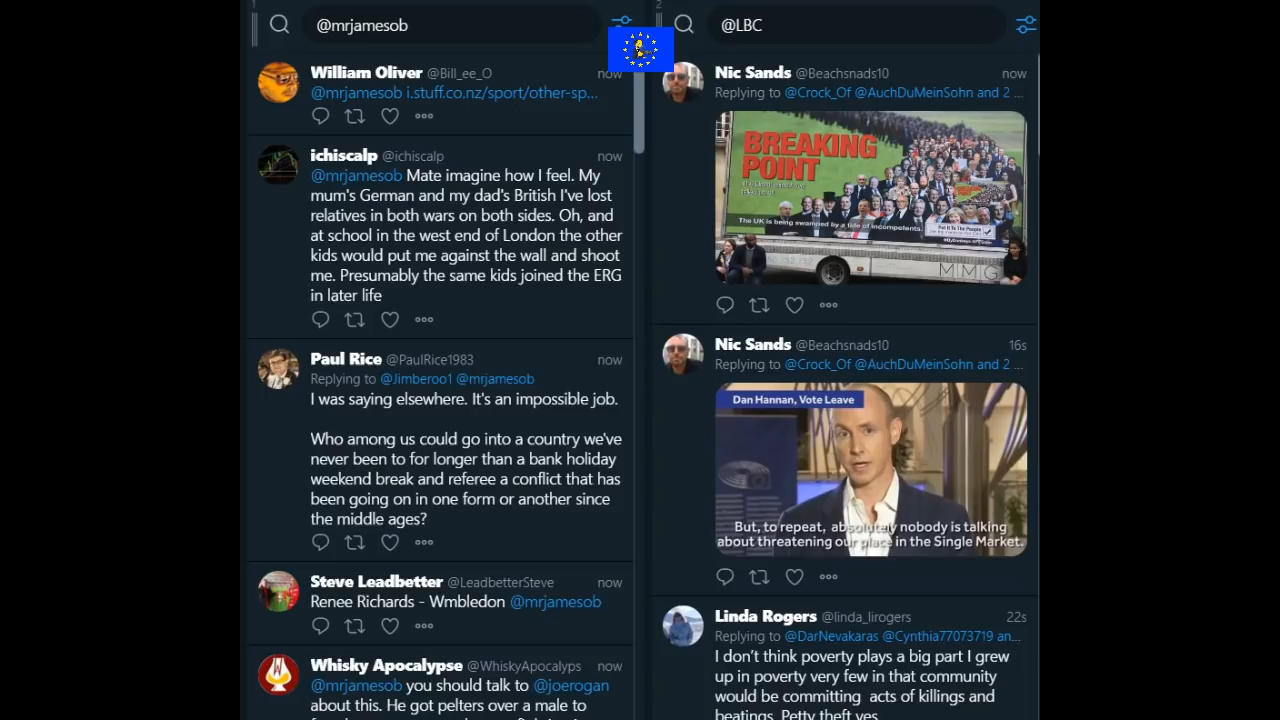 1
@mrjamesob
William Oliver @Bill_ee_O now
@mrjamesob i.stuff.co.nz/sport/other-sp...
ichiscalp @ichiscalp now
@mrjamesob Mate imagine how I feel. My
mum's German and my dad's British I've lost
relatives in both wars on both sides. Oh, and
at school in the west end of London the other
kids would put me against the wall and shoot
me. Presumably the same kids joined the ERG
in later life
Paul Rice @PaulRice1983 now
Replying to @Jimberoo1 @mrjamesob
I was saying elsewhere. It's an impossible job.
Who among us could go into a country we've
never been to for longer than a bank holiday
weekend break and referee a conflict that has
been going on in one form or another since
the middle ages?
Steve Leadbetter @LeadbetterSteve now
Renee Richards - Wmbledon @mrjamesob
Whisky Apocalypse @WhiskyApocalyps now
@mrjamesob you should talk to @joerogan
about this. He got pelters over a male to
2
@LBC
Nic Sands @Beachsnads10 now
Replying to @Crock_Of @AuchDuMeinSohn and 2 ...
BREAKING
POINT
The UK is being swamped by a tide of incompetents.
Put It To The People
MMG
Nic Sands @Beachsnads10 16s
Replying to @Crock_Of @AuchDuMeinSohn and 2 ...
Dan Hannan, Vote Leave
But, to repeat, absolutely nobody is talking
about threatening our place in the Single Market.
Linda Rogers @linda_lirogers 22s
Replying to @DarNevakaras @Cynthia77073719 an...
I don't think poverty plays a big part I grew
up in poverty very few in that community
would be committing acts of killings and
beatings. Petty theft yes